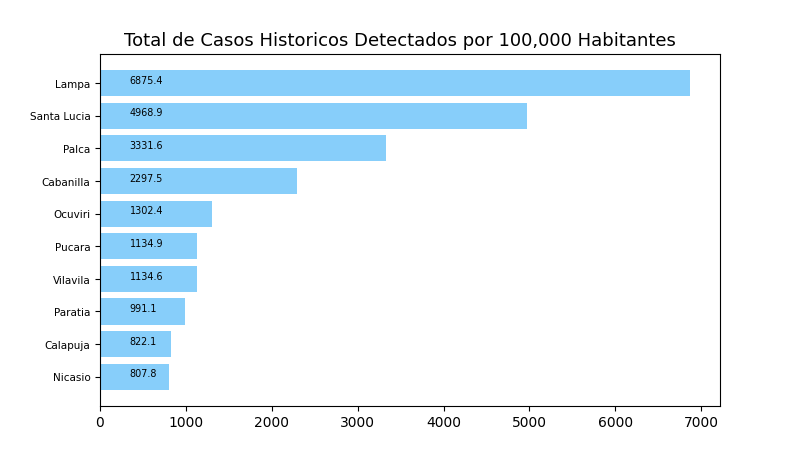 Total de Casos Historicos Detectados por 100,000 Habitantes
Lampa 6875.4
Santa Lucia 4968.9
Palca 3331.6
Cabanilla 2297.5
Ocuviri 1302.4
Pucara 1134.9
Vilavila 1134.6
Paratia 991.1
Calapuja 822.1
Nicasio 807.8
0 1000 2000 3000 4000 5000 6000 7000